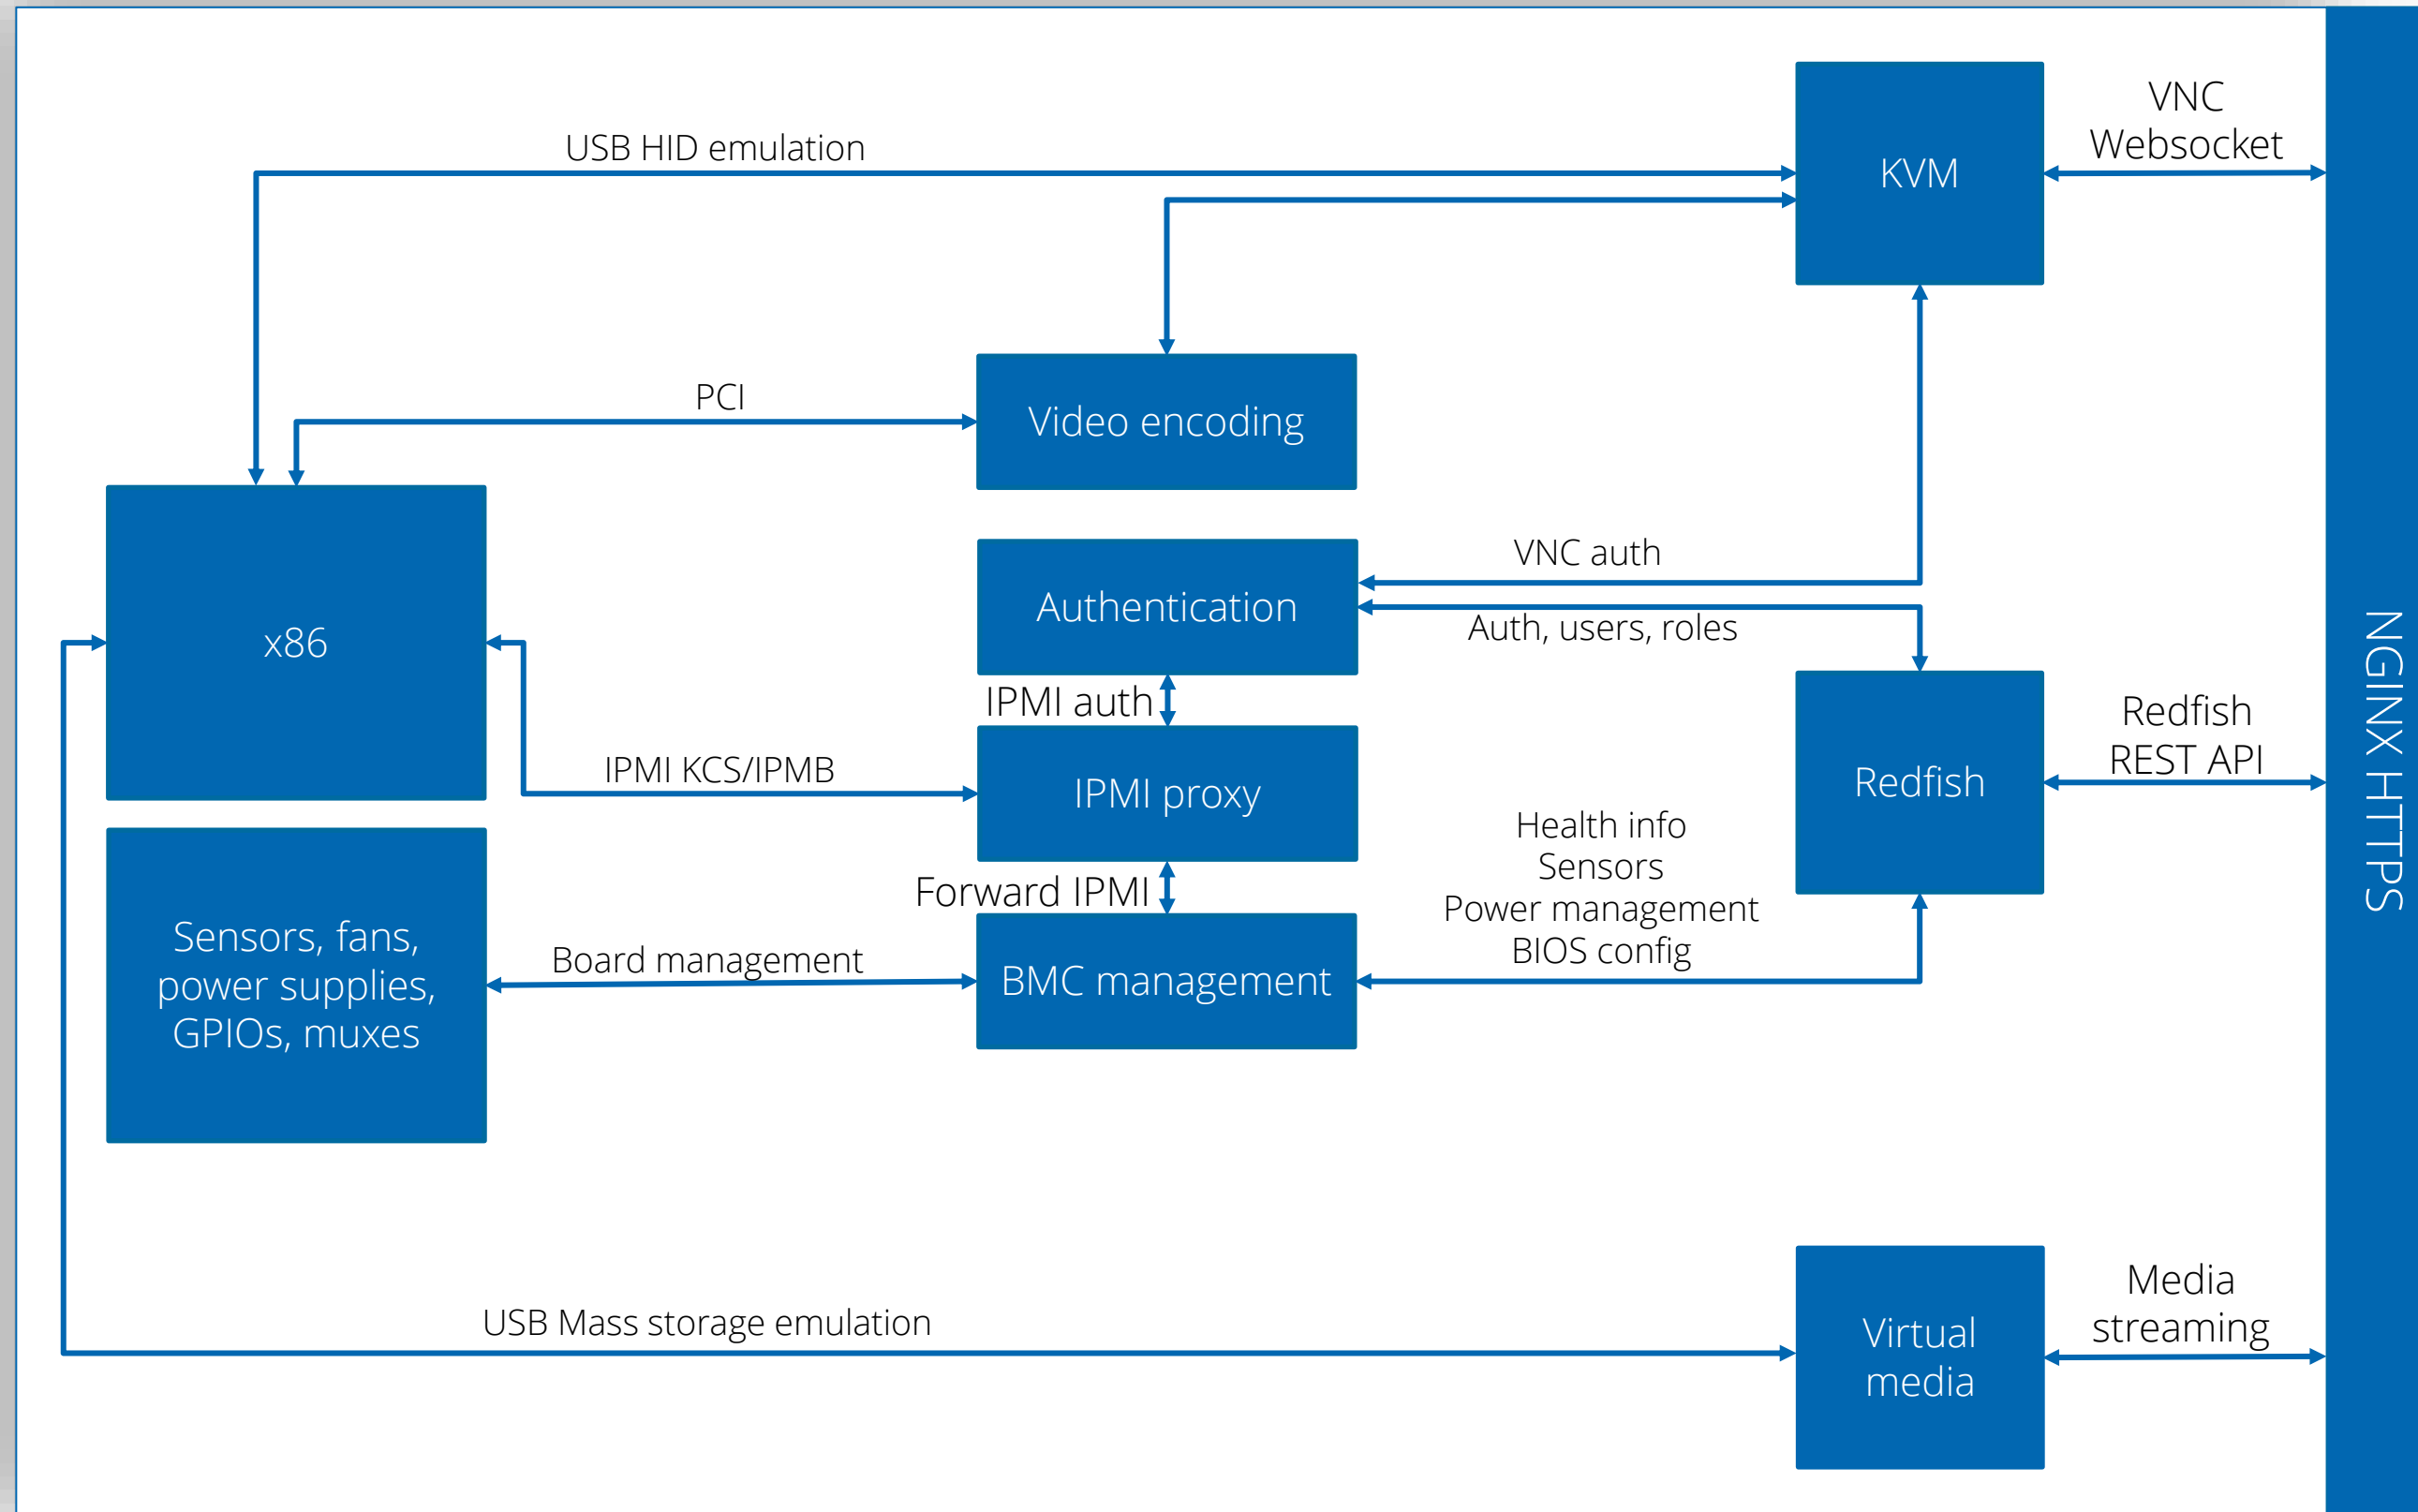 VNC
Websocket
USB HID emulation
KVM
PCI
Video encoding
VNC auth
Authentication
Auth, users, roles
x86
IPMI auth
Redfish
REST API
IPMI KCS/IPMB
IPMI proxy
Redfish
NGINX HTTPS
Health info
Sensors
Power management
BIOS config
Forward IPMI
Sensors, fans,
power supplies,
GPIOs, muxes
Board management
BMC management
Media
streaming
USB Mass storage emulation
Virtual
media